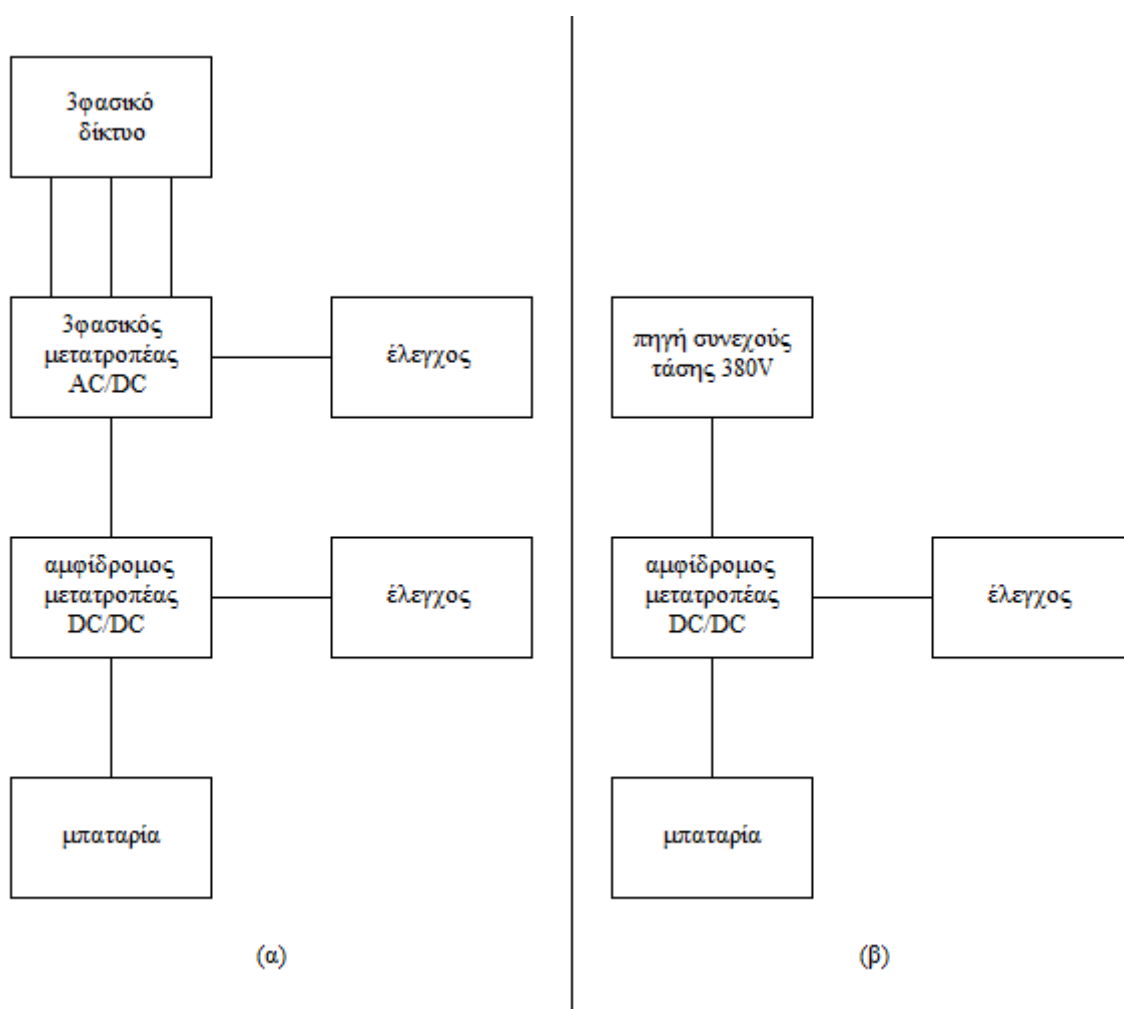 3φασικό
δίκτυο
3φασικός
μετατροπέας
AC/DC
έλεγχος
αμφίδρομος
μετατροπέας
DC/DC
έλεγχος
μπαταρία
(α)
πηγή συνεχούς
τάσης 380V
αμφίδρομος
μετατροπέας
DC/DC
έλεγχος
μπαταρία
(β)